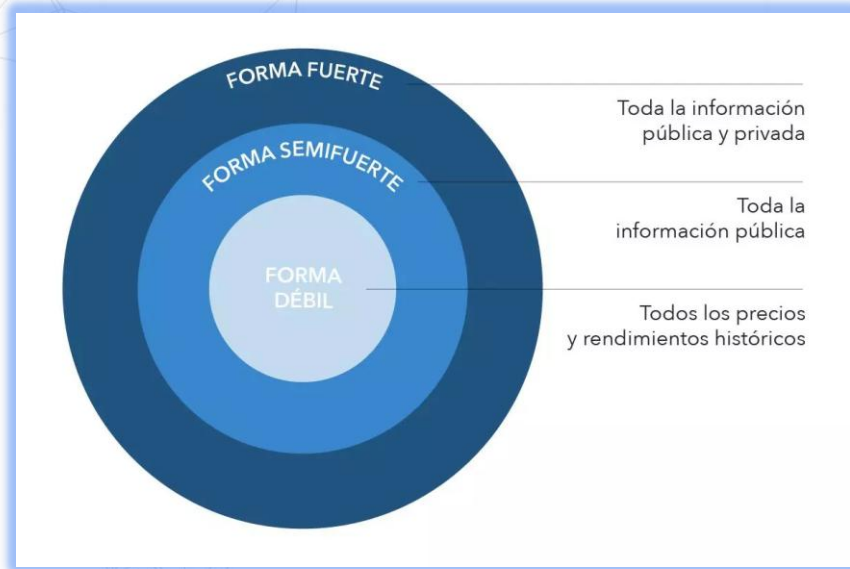 FORMA FUERTE
Toda la información
pública y privada
FORMA SEMIFUERTE
Toda la
información pública
FORMA
DÉBIL
Todos los precios
y rendimientos históricos